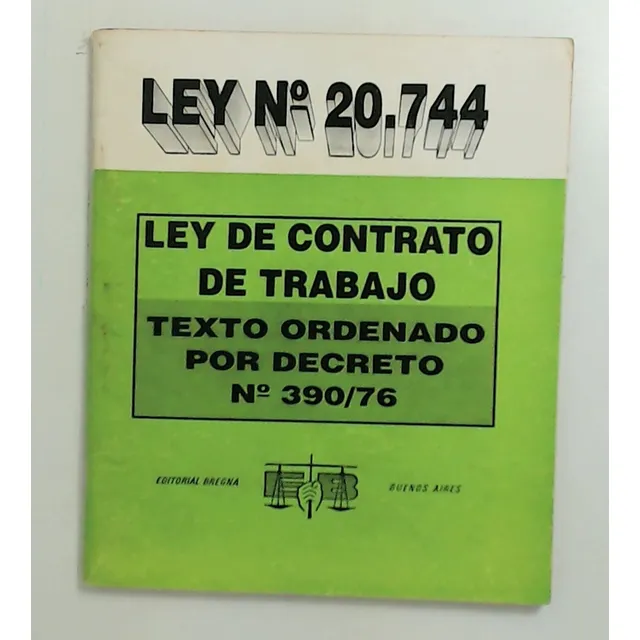 LEY Nº 20.744
LEY DE CONTRATO
DE TRABAJO
TEXTO ORDENADO
POR DECRETO
Nº 390/76
EDITORIAL BREGNA
EB
BUENOS AIRES